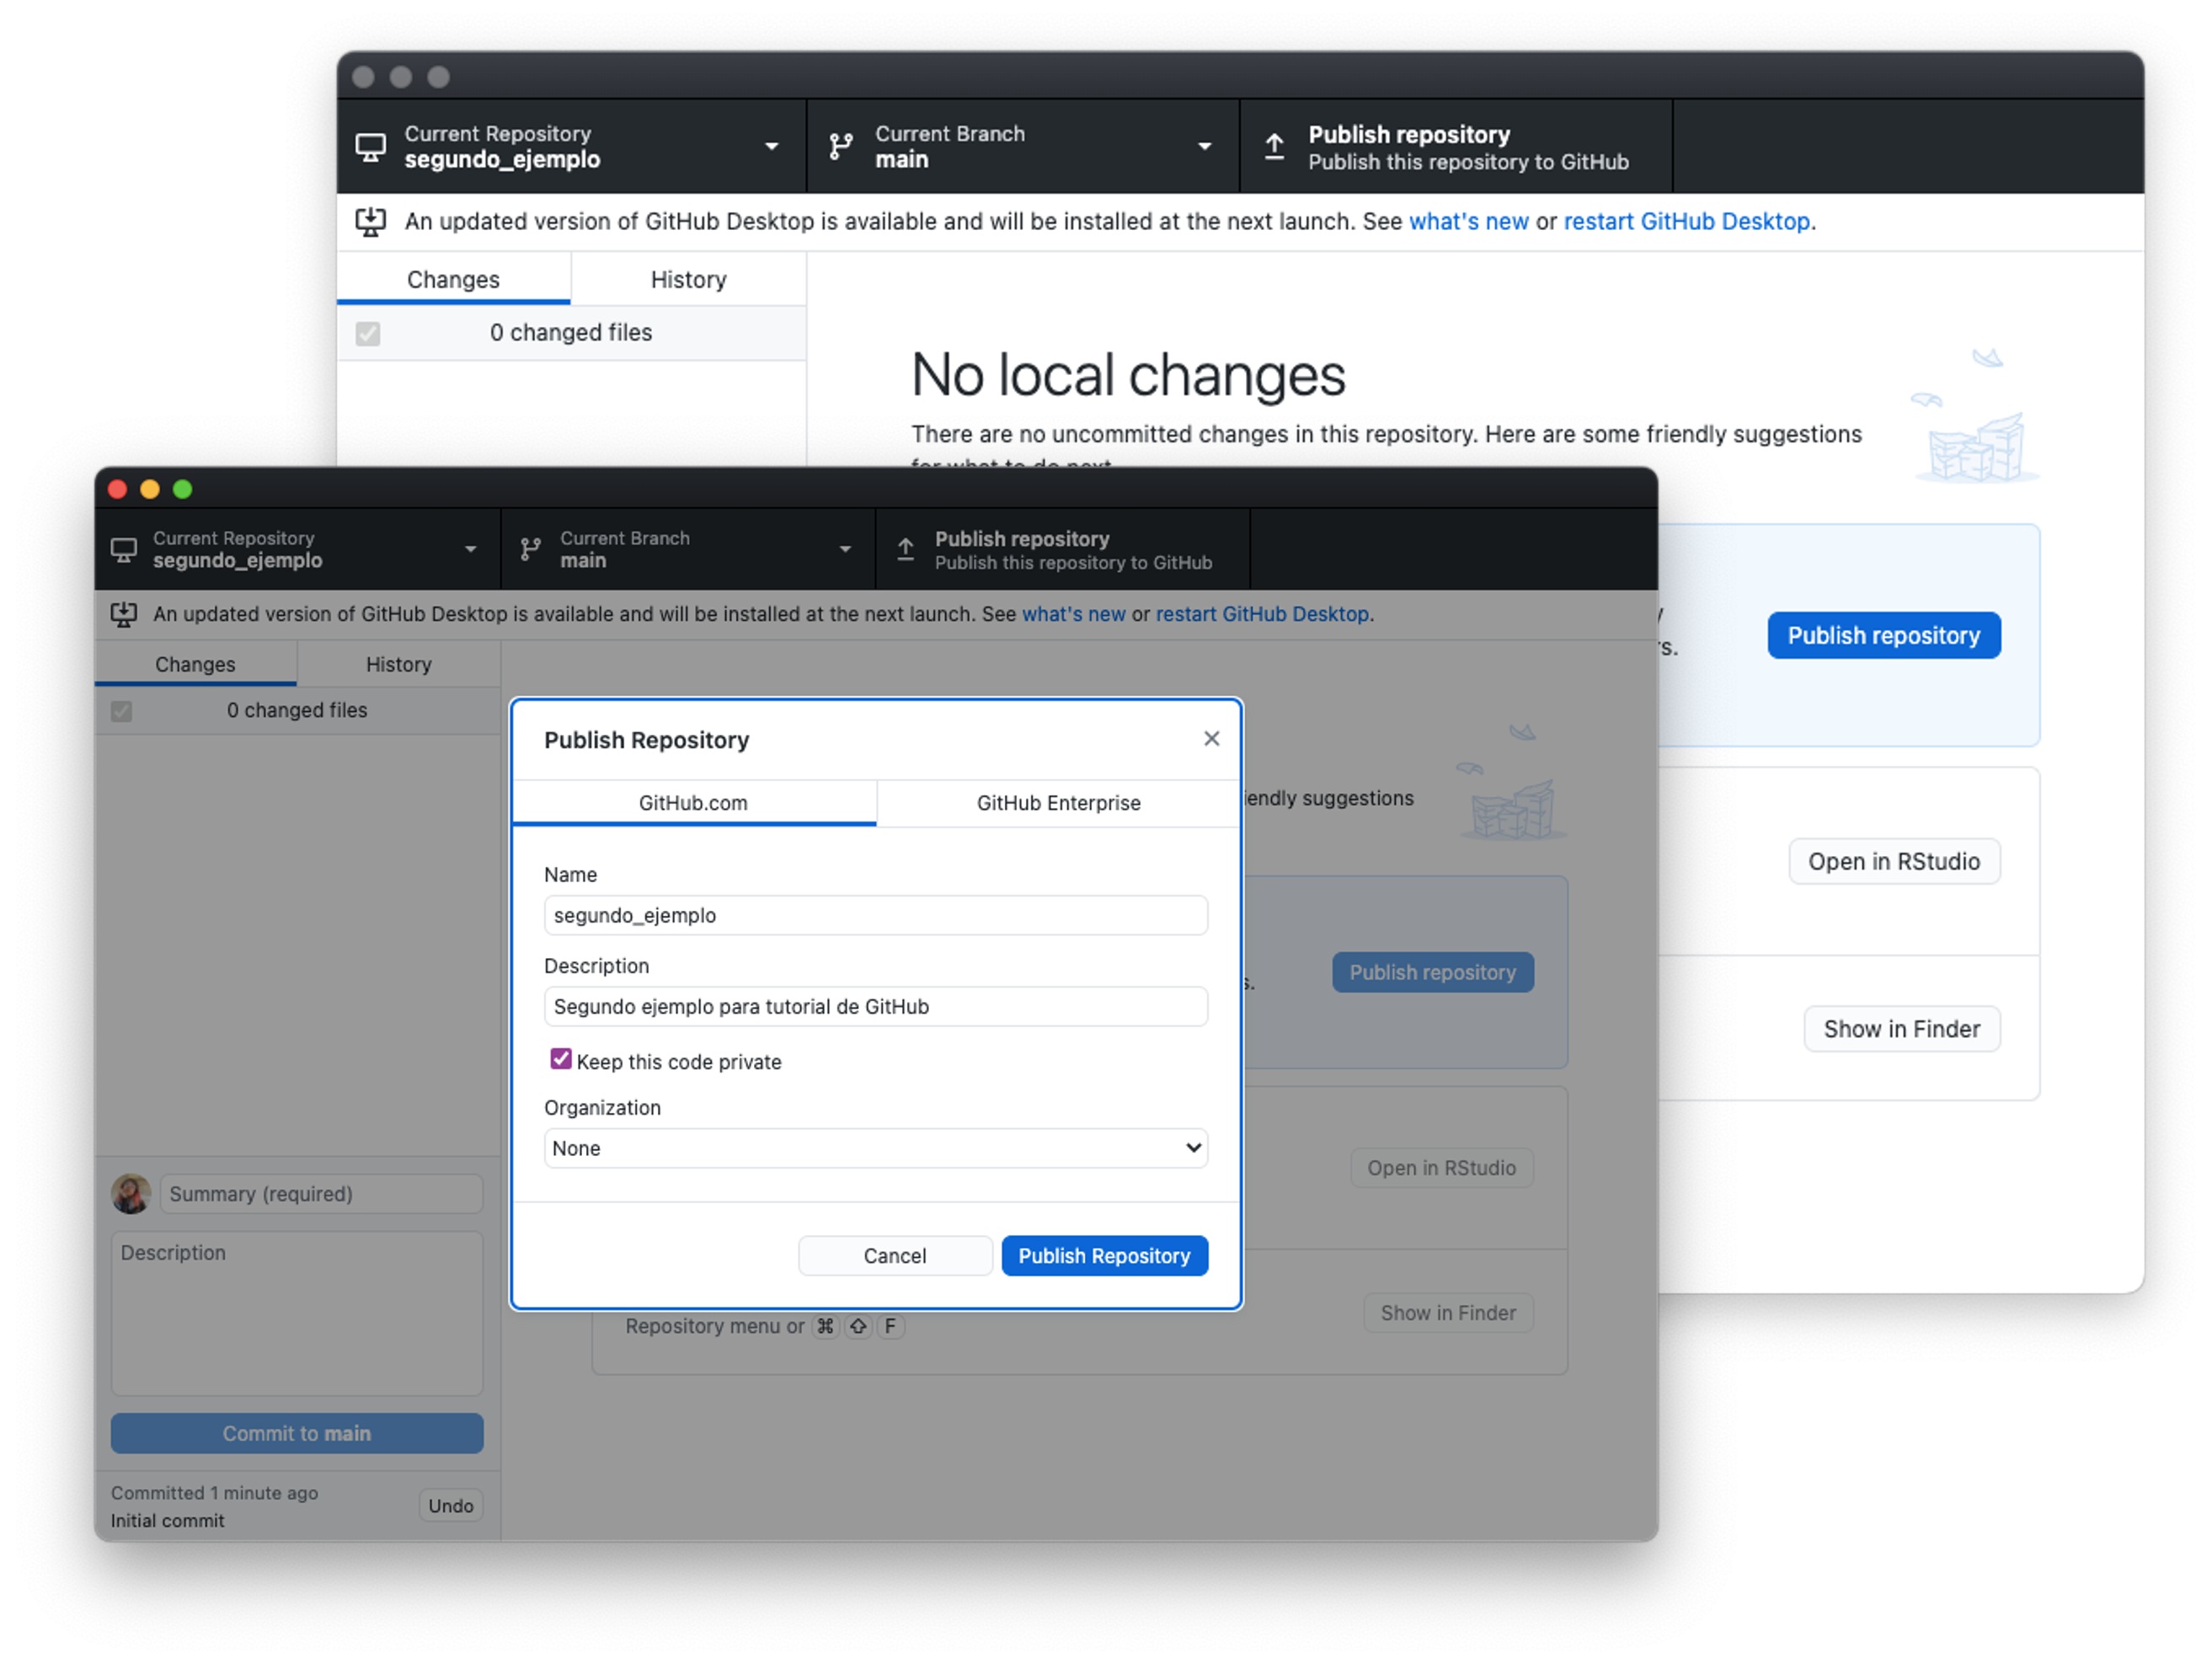 Current Repository
segundo_ejemplo
Current Branch
main
Publish repository
Publish this repository to GitHub
An updated version of GitHub Desktop is available and will be installed at the next launch. See what's new or restart GitHub Desktop.
Changes
History
0 changed files
No local changes
There are no uncommitted changes in this repository. Here are some friendly suggestions
for what to do next
Publish repository
Open in RStudio
Show in Finder
Current Repository
segundo_ejemplo
Current Branch
main
Publish repository
Publish this repository to GitHub
An updated version of GitHub Desktop is available and will be installed at the next launch. See what's new or restart GitHub Desktop.
Changes
History
0 changed files
Publish Repository
GitHub.com
GitHub Enterprise
Name
segundo_ejemplo
Description
Segundo ejemplo para tutorial de GitHub
Keep this code private
Organization
None
Cancel
Publish Repository
iendly suggestions
s.
Publish repository
Open in RStudio
Repository menu or ⌘ ⇧ F
Show in Finder
Summary (required)
Description
Commit to main
Committed 1 minute ago
Initial commit
Undo